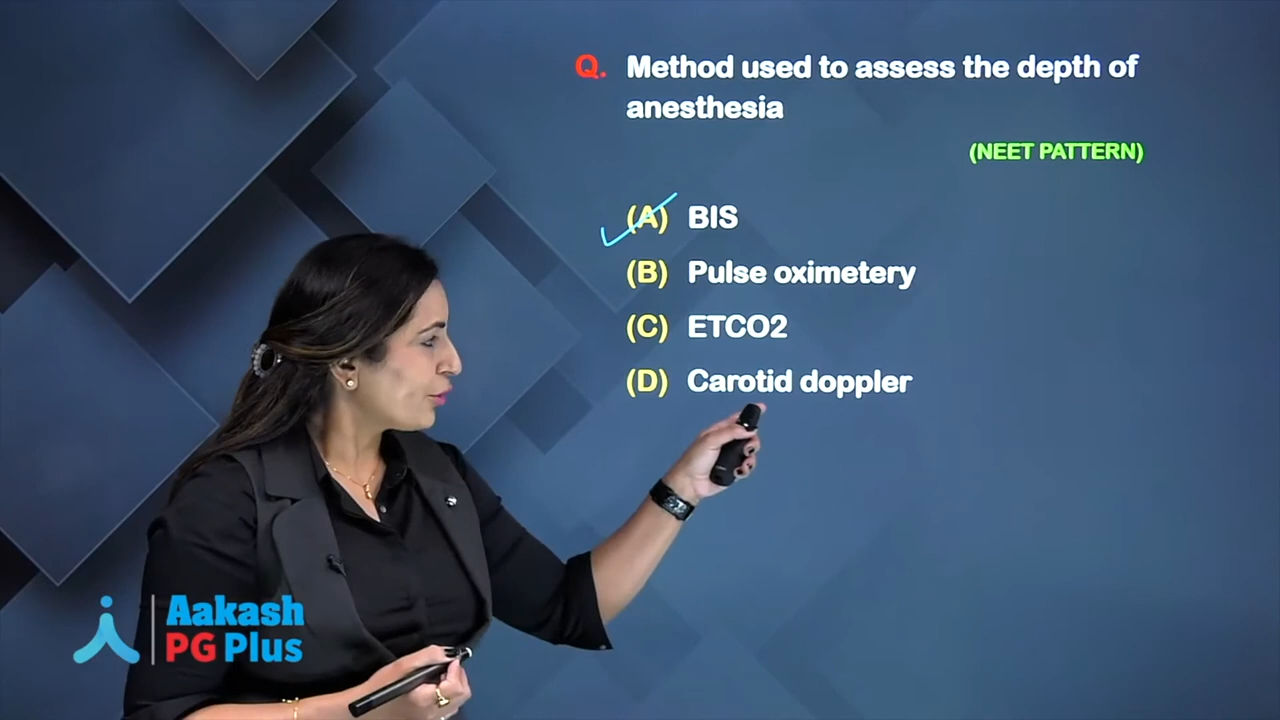 Q. Method used to assess the depth of
anesthesia
(NEET PATTERN)
(A) BIS
(B) Pulse oximetery
(C) ETCO2
(D) Carotid doppler
Aakash
PG Plus